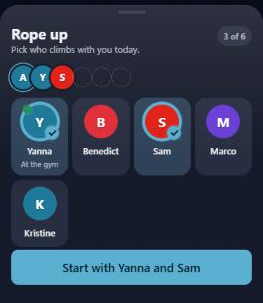 Rope up
3 of 6
Pick who climbs with you today.
A Y S
Y B S M
Yanna Benedict Sam Marco
At the gym
K
Kristine
Start with Yanna and Sam